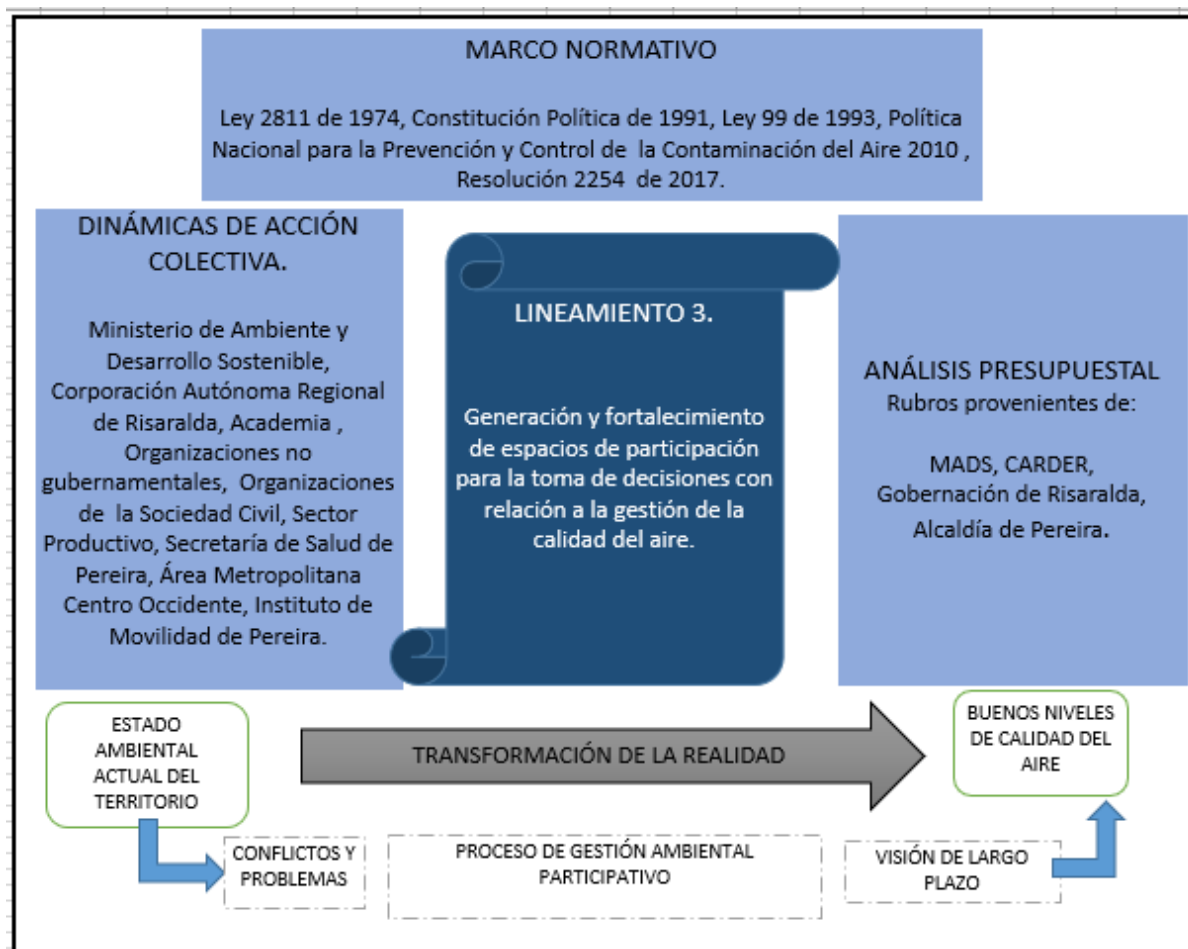 MARCO NORMATIVO
Ley 2811 de 1974, Constitución Política de 1991, Ley 99 de 1993, Política
Nacional para la Prevención y Control de la Contaminación del Aire 2010 ,
Resolución 2254 de 2017.
DINÁMICAS DE ACCIÓN
COLECTIVA.
Ministerio de Ambiente y
Desarrollo Sostenible,
Corporación Autónoma Regional
de Risaralda, Academia ,
Organizaciones no
gubernamentales, Organizaciones
de la Sociedad Civil, Sector
Productivo, Secretaría de Salud de
Pereira, Área Metropolitana
Centro Occidente, Instituto de
Movilidad de Pereira.
LINEAMIENTO 3.
Generación y fortalecimiento
de espacios de participación
para la toma de decisiones con
relación a la gestión de la
calidad del aire.
ANÁLISIS PRESUPUESTAL
Rubros provenientes de:
MADS, CARDER,
Gobernación de Risaralda,
Alcaldía de Pereira.
ESTADO
AMBIENTAL
ACTUAL DEL
TERRITORIO
TRANSFORMACIÓN DE LA REALIDAD
BUENOS NIVELES
DE CALIDAD DEL
AIRE
CONFLICTOS Y
PROBLEMAS
PROCESO DE GESTIÓN AMBIENTAL
PARTICIPATIVO
VISIÓN DE LARGO
PLAZO